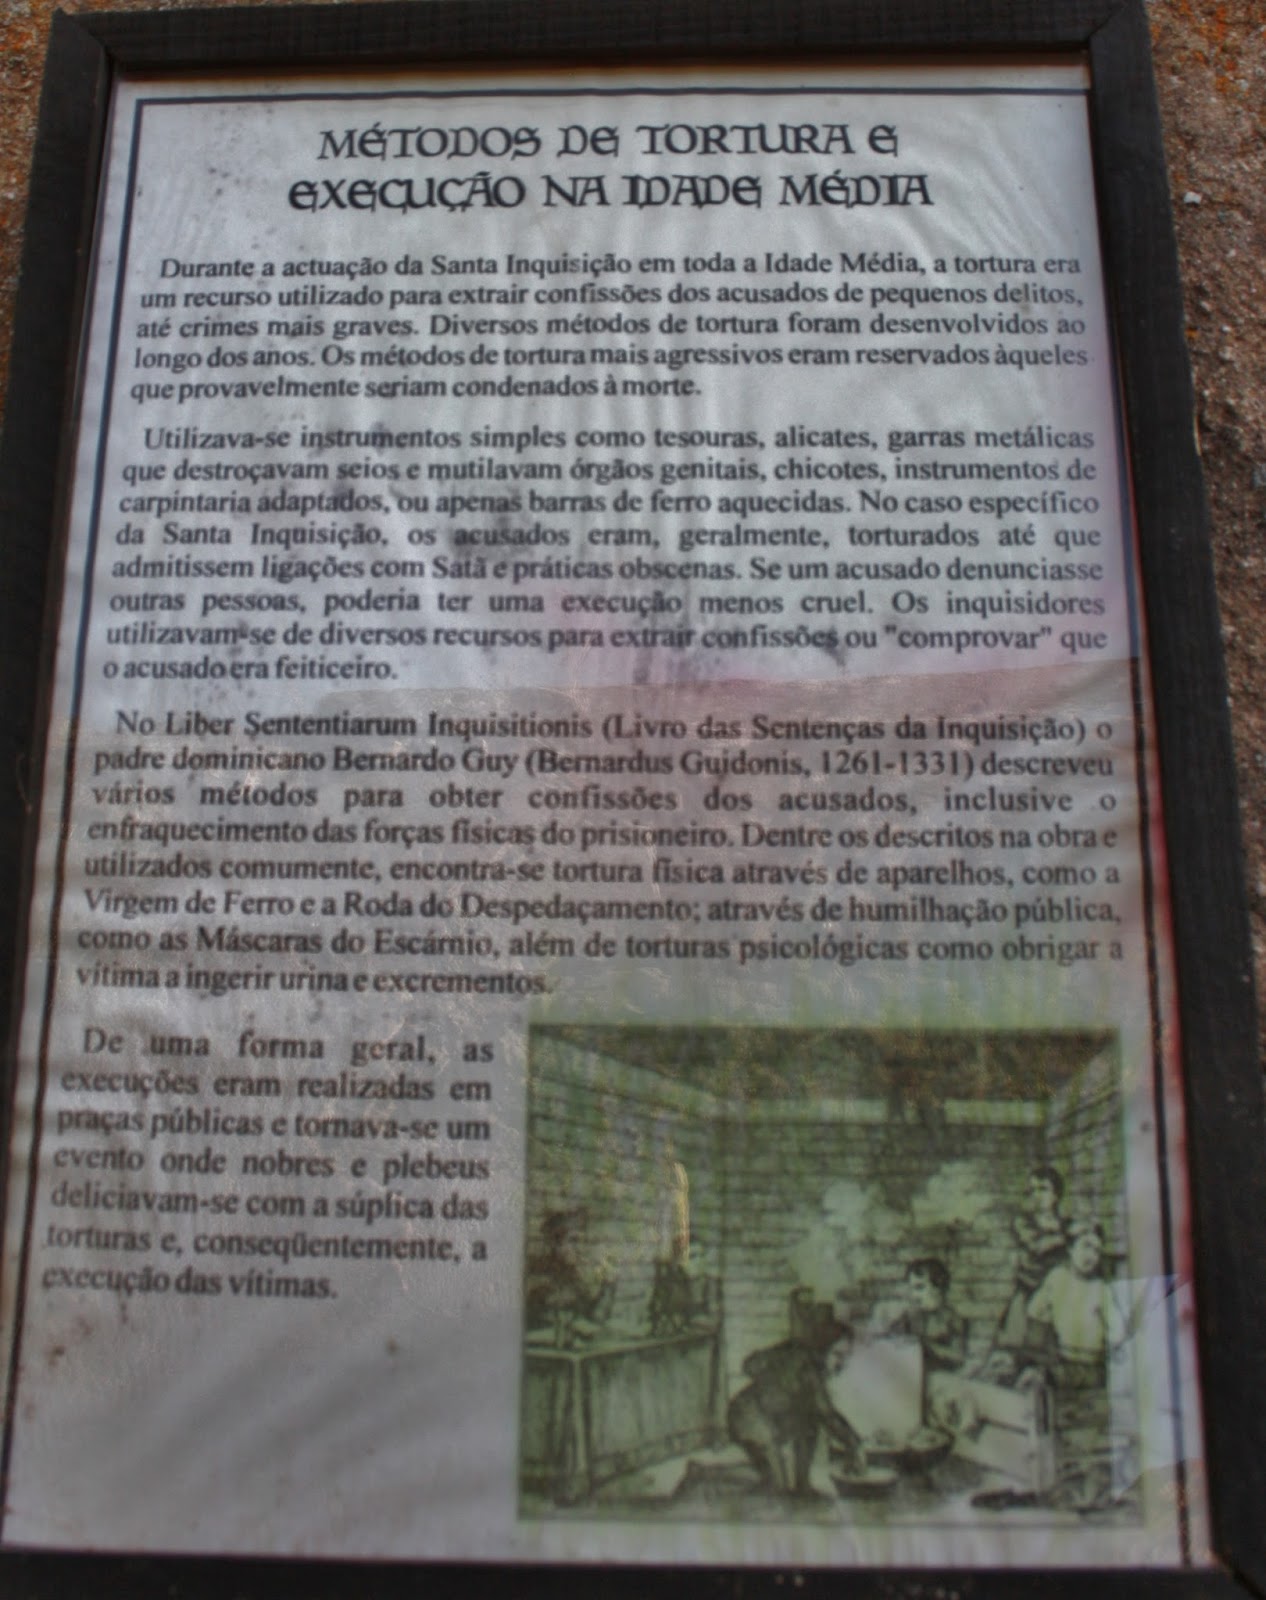 MÉTODOS DE TORTURA E
EXECUÇÃO NA IDADE MÉDIA
Durante a actuação da Santa Inquisição em toda a Idade Média, a tortura era
um recurso utilizado para extrair confissões dos acusados de pequenos delitos,
até crimes mais graves. Diversos métodos de tortura foram desenvolvidos ao
longo dos anos. Os métodos de tortura mais agressivos eram reservados àqueles
que provavelmente seriam condenados à morte.
Utilizava-se instrumentos simples como tesouras, alicates, garras metálicas
que destroçavam seios e mutilavam órgãos genitais, chicotes, instrumentos de
carpintaria adaptados, ou apenas barras de ferro aquecidas. No caso específico
da Santa Inquisição, os acusados eram, geralmente, torturados até que
admitissem ligações com Satã e práticas obscenas. Se um acusado denunciasse
outras pessoas, poderia ter uma execução menos cruel. Os inquisidores
utilizavam-se de diversos recursos para extrair confissões ou "comprovar" que
o acusado era feiticeiro.
No Liber Sententiarum Inquisitionis (Livro das Sentenças da Inquisição) o
padre dominicano Bernardo Guy (Bernardus Guidonis, 1261-1331) descreveu
vários métodos para obter confissões dos acusados, inclusive o
enfraquecimento das forças físicas do prisioneiro. Dentre os descritos na obra e
utilizados comumente, encontra-se tortura física através de aparelhos, como a
Virgem de Ferro e a Roda do Despedaçamento; através de humilhação pública,
como as Máscaras do Escárnio, além de torturas psicológicas como obrigar a
vítima a ingerir urina e excrementos.
De uma forma geral, as
execuções eram realizadas em
praças públicas e tornava-se um
evento onde nobres e plebeus
deliciavam-se com a súplica das
torturas e, conseqüentemente, a
execução das vítimas.